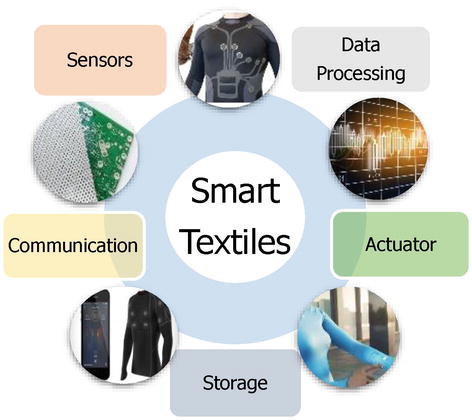 Sensors
Data
Processing
Smart
Textiles
Communication
Actuator
Storage